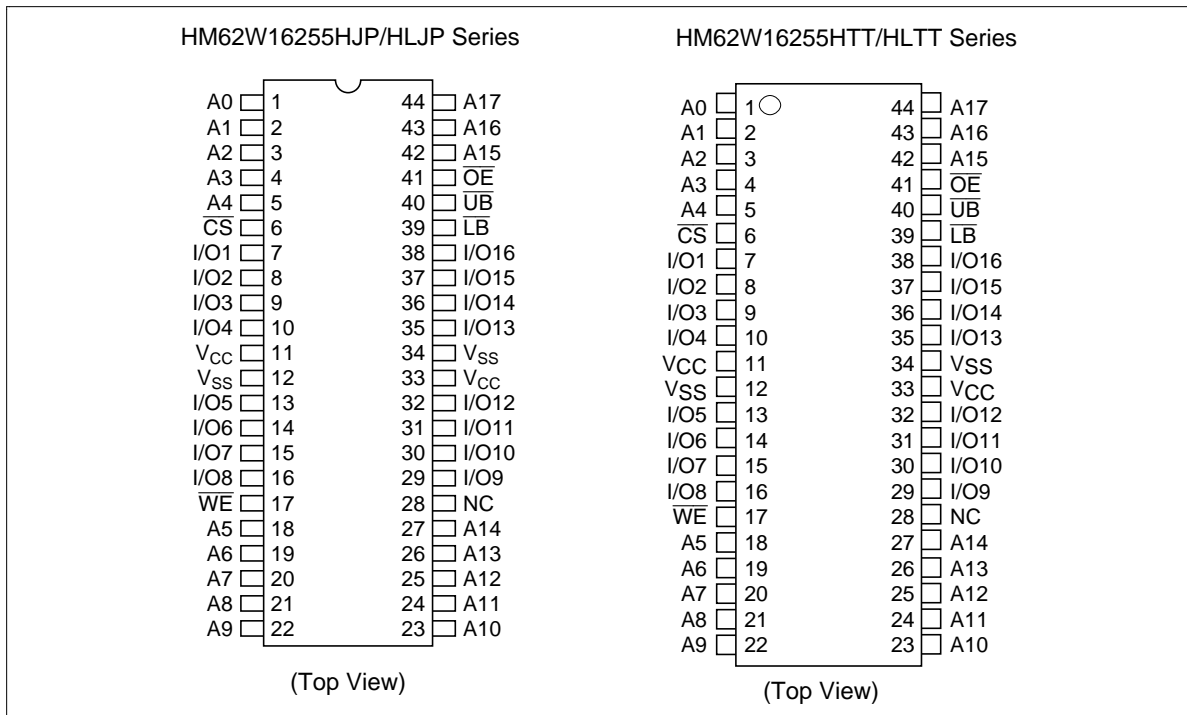 HM62W16255HJP/HLJP Series
A0 1 44 A17
A1 2 43 A16
A2 3 42 A15
A3 4 41 OE
A4 5 40 UB
CS 6 39 LB
I/O1 7 38 I/O16
I/O2 8 37 I/O15
I/O3 9 36 I/O14
I/O4 10 35 I/O13
VCC 11 34 VSS
VSS 12 33 VCC
I/O5 13 32 I/O12
I/O6 14 31 I/O11
I/O7 15 30 I/O10
I/O8 16 29 I/O9
WE 17 28 NC
A5 18 27 A14
A6 19 26 A13
A7 20 25 A12
A8 21 24 A11
A9 22 23 A10
(Top View)
HM62W16255HTT/HLTT Series
A0 1 44 A17
A1 2 43 A16
A2 3 42 A15
A3 4 41 OE
A4 5 40 UB
CS 6 39 LB
I/O1 7 38 I/O16
I/O2 8 37 I/O15
I/O3 9 36 I/O14
I/O4 10 35 I/O13
VCC 11 34 VSS
VSS 12 33 VCC
I/O5 13 32 I/O12
I/O6 14 31 I/O11
I/O7 15 30 I/O10
I/O8 16 29 I/O9
WE 17 28 NC
A5 18 27 A14
A6 19 26 A13
A7 20 25 A12
A8 21 24 A11
A9 22 23 A10
(Top View)